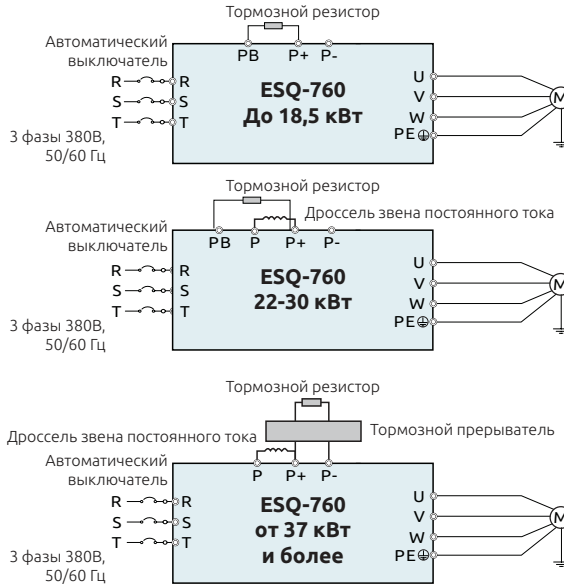 Тормозной резистор
Автоматический
выключатель
PB P+ P-
R R
S S
T T
3 фазы 380В,
50/60 Гц
ESQ-760
До 18,5 кВт
U
V
W
PE
M
Тормозной резистор
Дроссель звена постоянного тока
Автоматический
выключатель
PB P P+ P-
R R
S S
T T
3 фазы 380В,
50/60 Гц
ESQ-760
22-30 кВт
U
V
W
PE
M
Тормозной резистор
Тормозной прерыватель
Дроссель звена постоянного тока
Автоматический
выключатель
P P+ P-
R R
S S
T T
3 фазы 380В,
50/60 Гц
ESQ-760
от 37 кВт
и более
U
V
W
PE
M